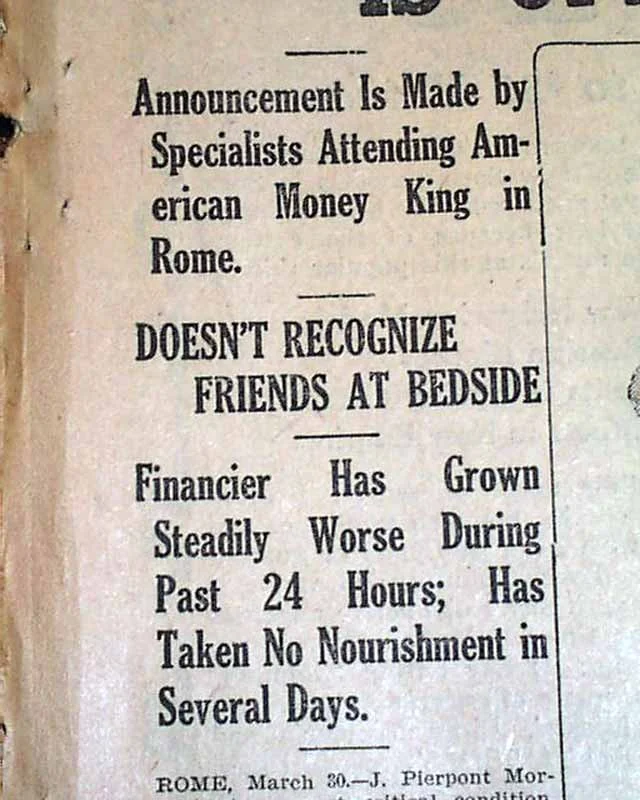 Announcement Is Made by
Specialists Attending Am-
erican Money King in
Rome.
DOESN'T RECOGNIZE
FRIENDS AT BEDSIDE
Financier Has Grown
Steadily Worse During
Past 24 Hours; Has
Taken No Nourishment in
Several Days.
ROME, March 30.—J. Pierpont Mor-
critical condition